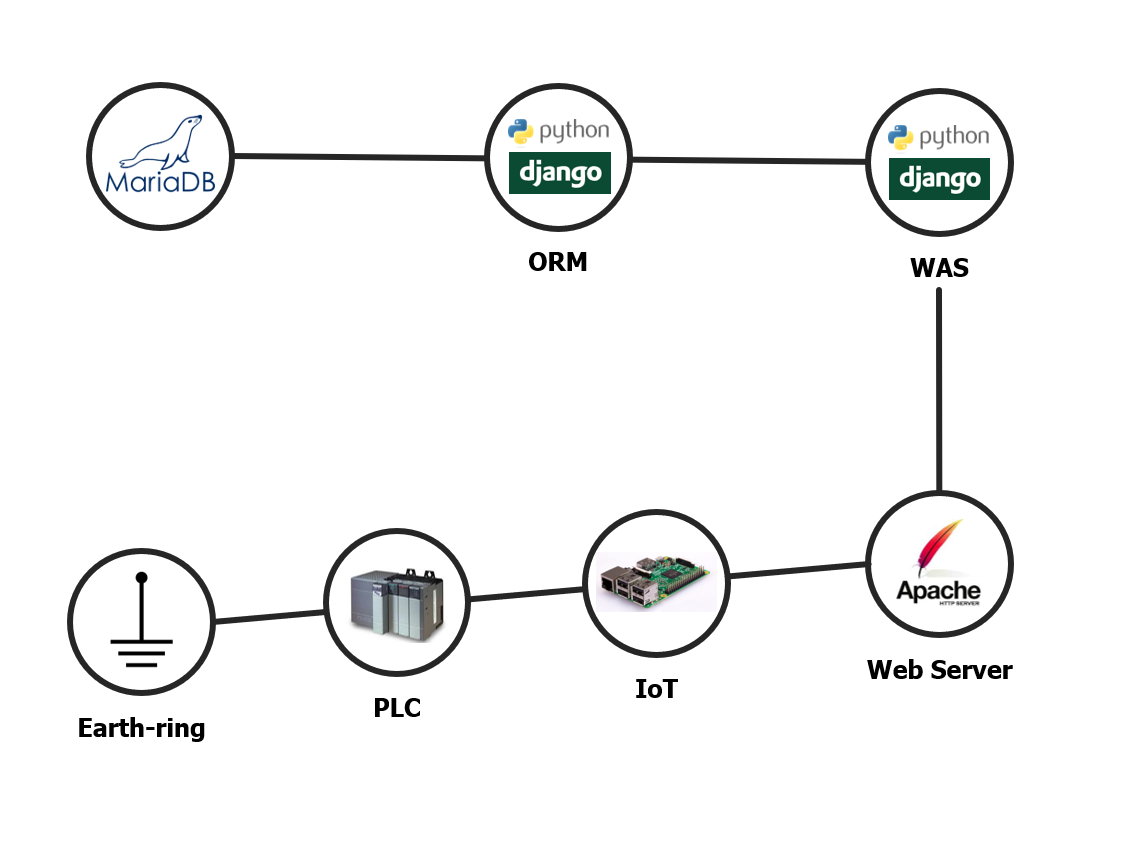 MariaDB
python
django
ORM
python
django
WAS
Apache
HTTP SERVER
Web Server
IoT
PLC
Earth-ring